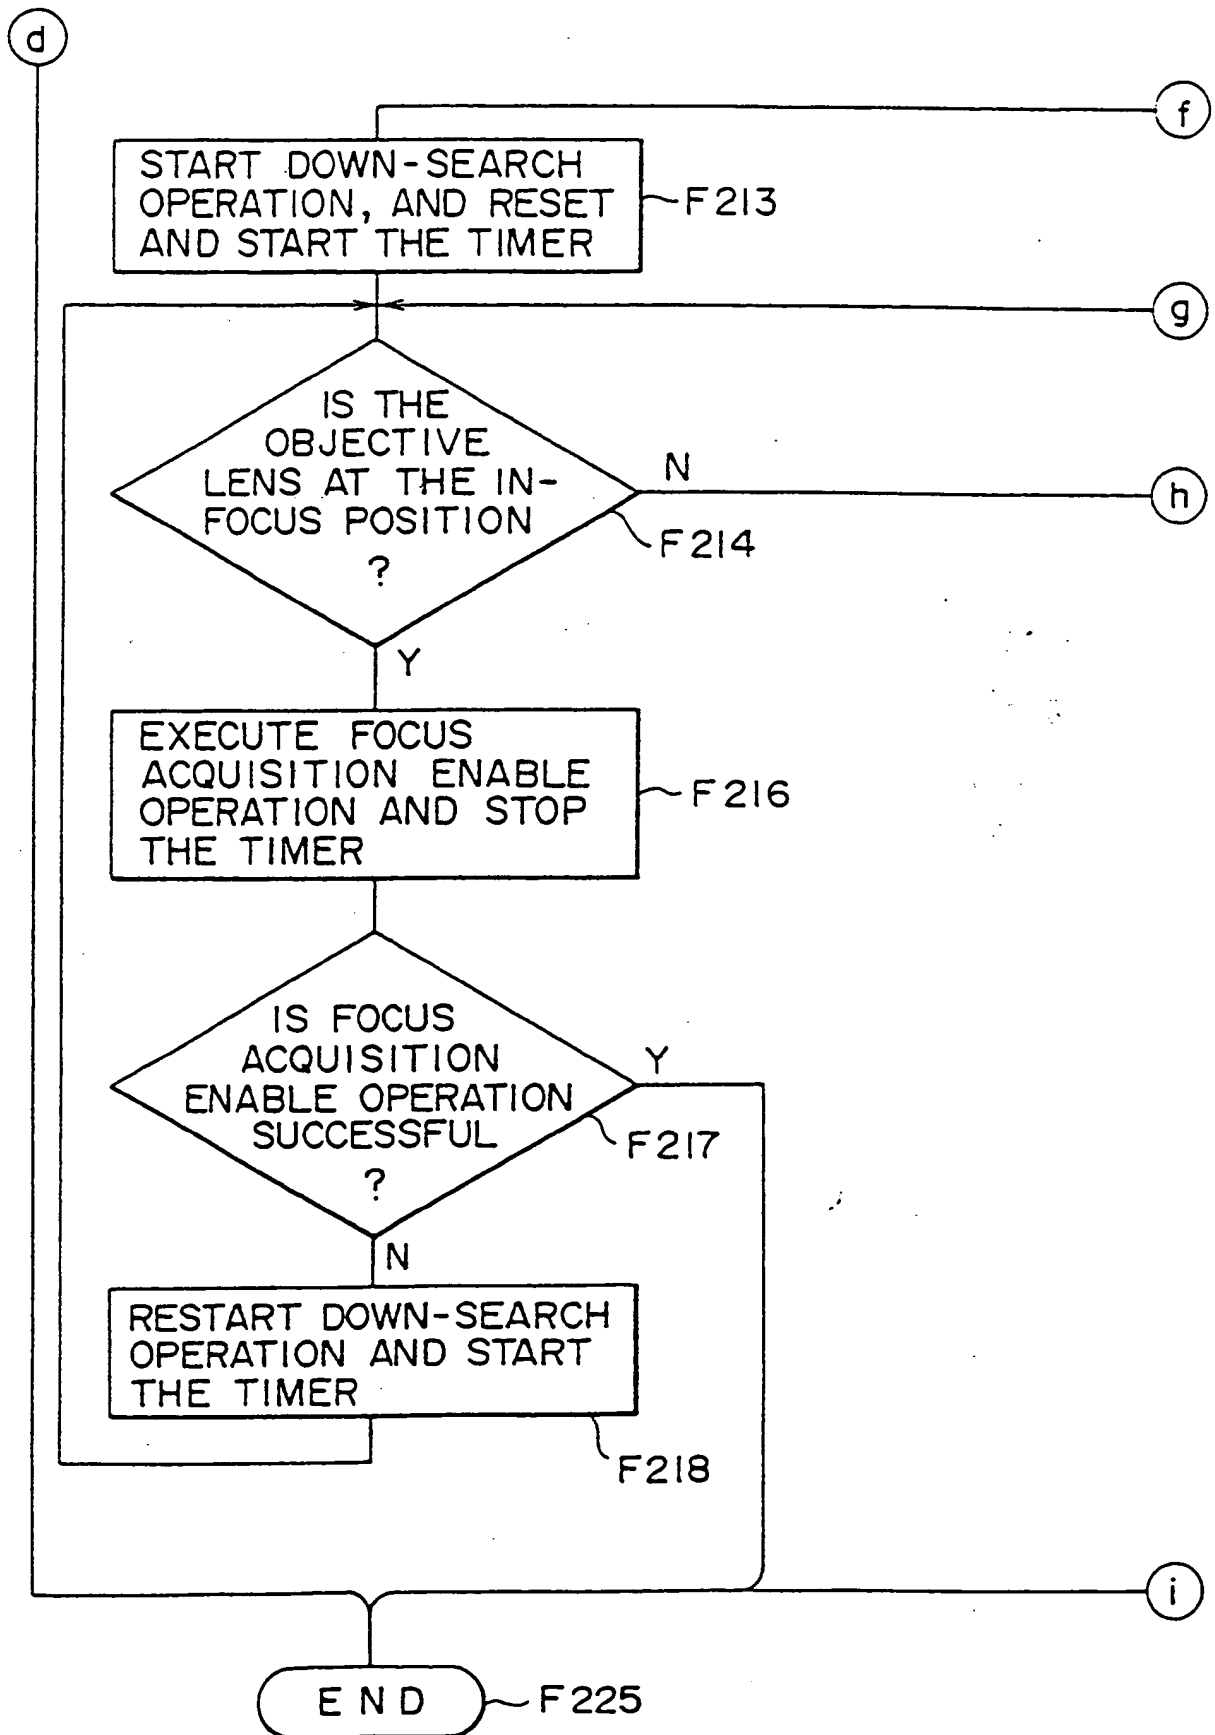 d
f
START DOWN-SEARCH
OPERATION, AND RESET
AND START THE TIMER
F213
g
IS THE
OBJECTIVE
LENS AT THE IN-
FOCUS POSITION
?
N
h
F214
Y
EXECUTE FOCUS
ACQUISITION ENABLE
OPERATION AND STOP
THE TIMER
F216
IS FOCUS
ACQUISITION
ENABLE OPERATION
SUCCESSFUL
?
Y
F217
N
RESTART DOWN-SEARCH
OPERATION AND START
THE TIMER
F218
i
END
F225